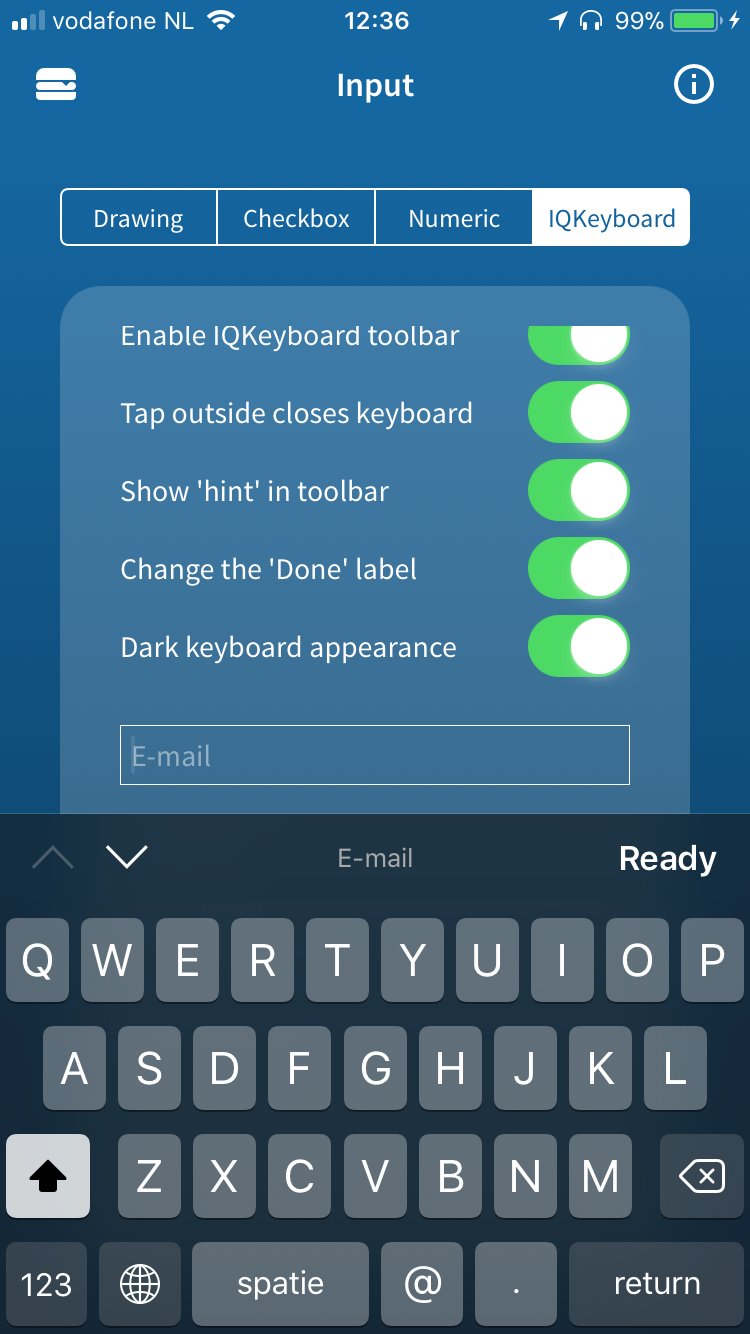 vodafone NL 12:36 99%
Input
Drawing Checkbox Numeric IQKeyboard
Enable IQKeyboard toolbar
Tap outside closes keyboard
Show 'hint' in toolbar
Change the 'Done' label
Dark keyboard appearance
E-mail
E-mail Ready
Q W E R T Y U I O P
A S D F G H J K L
Z X C V B N M
123 spatie @ . return